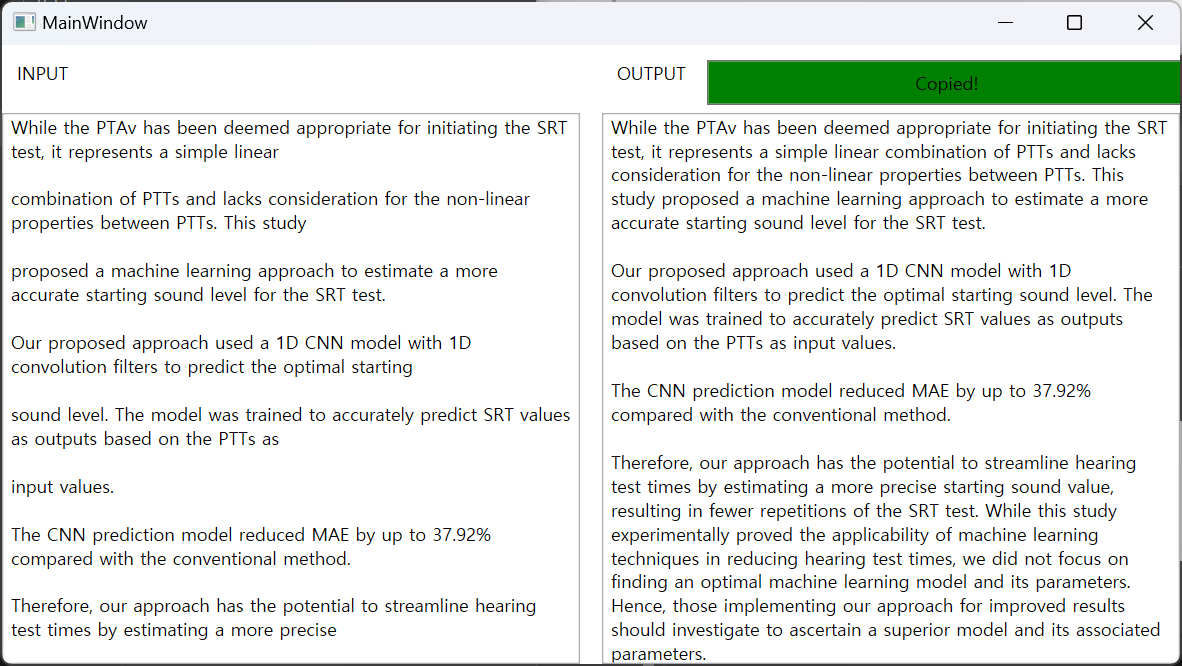 MainWindow
INPUT
OUTPUT
Copied!
While the PTAv has been deemed appropriate for initiating the SRT
test, it represents a simple linear
combination of PTTs and lacks consideration for the non-linear
properties between PTTs. This study
proposed a machine learning approach to estimate a more
accurate starting sound level for the SRT test.
Our proposed approach used a 1D CNN model with 1D
convolution filters to predict the optimal starting
sound level. The model was trained to accurately predict SRT values
as outputs based on the PTTs as
input values.
The CNN prediction model reduced MAE by up to 37.92%
compared with the conventional method.
Therefore, our approach has the potential to streamline hearing
test times by estimating a more precise
While the PTAv has been deemed appropriate for initiating the SRT
test, it represents a simple linear combination of PTTs and lacks
consideration for the non-linear properties between PTTs. This
study proposed a machine learning approach to estimate a more
accurate starting sound level for the SRT test.
Our proposed approach used a 1D CNN model with 1D
convolution filters to predict the optimal starting sound level. The
model was trained to accurately predict SRT values as outputs
based on the PTTs as input values.
The CNN prediction model reduced MAE by up to 37.92%
compared with the conventional method.
Therefore, our approach has the potential to streamline hearing
test times by estimating a more precise starting sound value,
resulting in fewer repetitions of the SRT test. While this study
experimentally proved the applicability of machine learning
techniques in reducing hearing test times, we did not focus on
finding an optimal machine learning model and its parameters.
Hence, those implementing our approach for improved results
should investigate to ascertain a superior model and its associated
parameters.